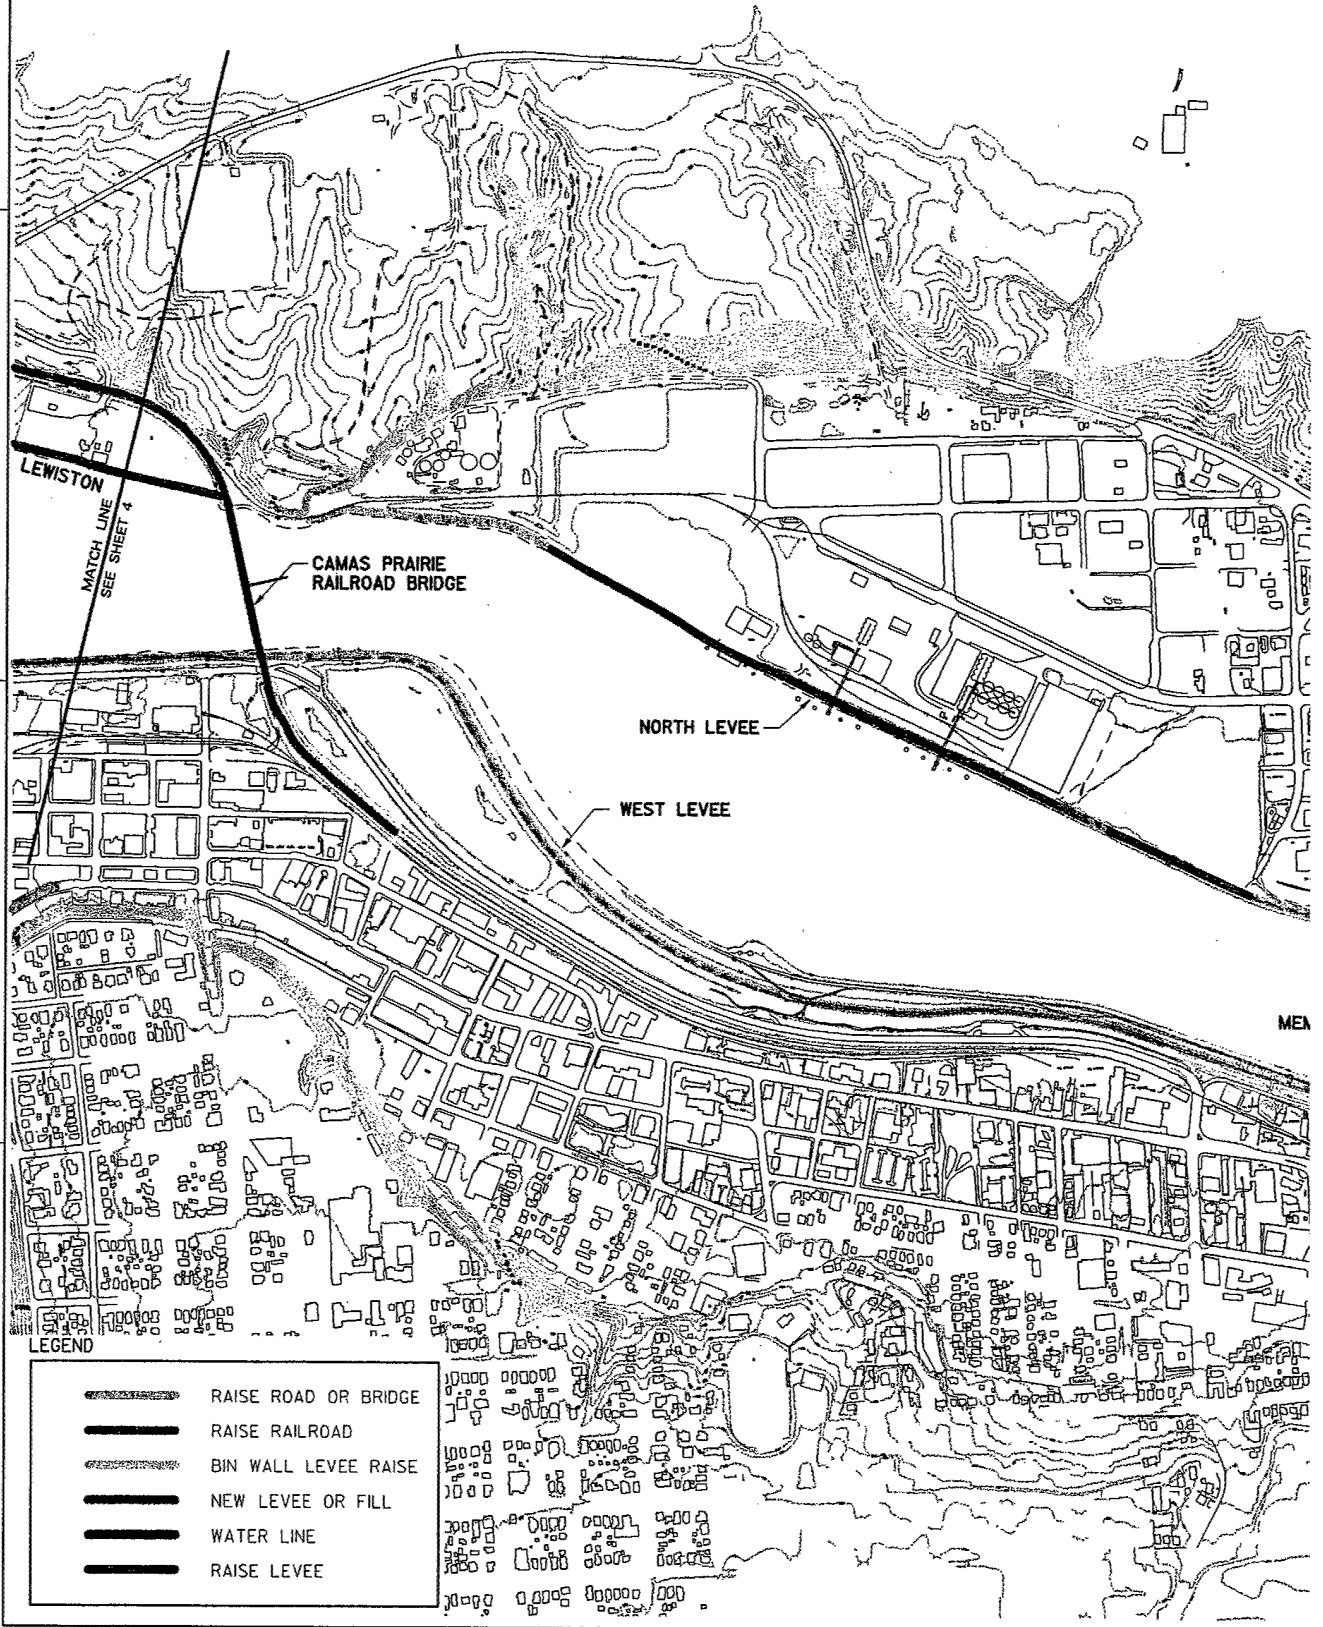 LEWISTON
MATCH LINE
SEE SHEET 4
CAMAS PRAIRIE
RAILROAD BRIDGE
NORTH LEVEE
WEST LEVEE
MEM
LEGEND
RAISE ROAD OR BRIDGE
RAISE RAILROAD
BIN WALL LEVEE RAISE
NEW LEVEE OR FILL
WATER LINE
RAISE LEVEE